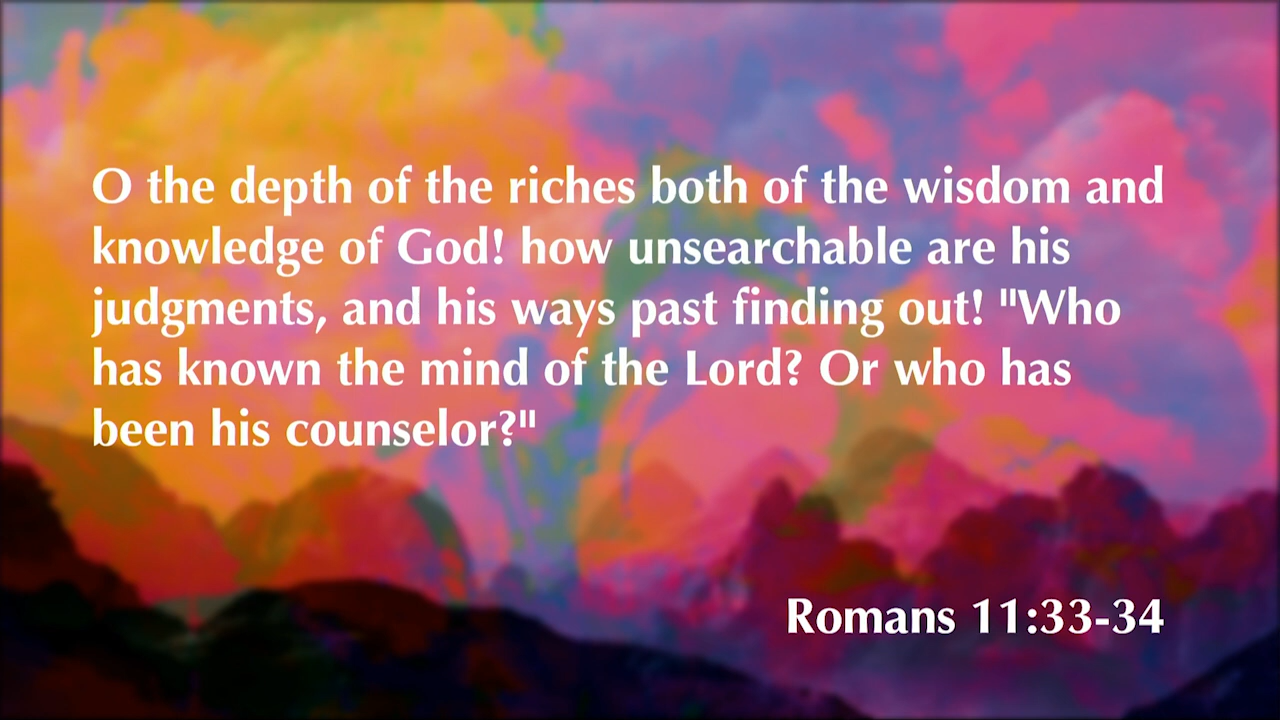 O the depth of the riches both of the wisdom and
knowledge of God! how unsearchable are his
judgments, and his ways past finding out! "Who
has known the mind of the Lord? Or who has
been his counselor?"
Romans 11:33-34